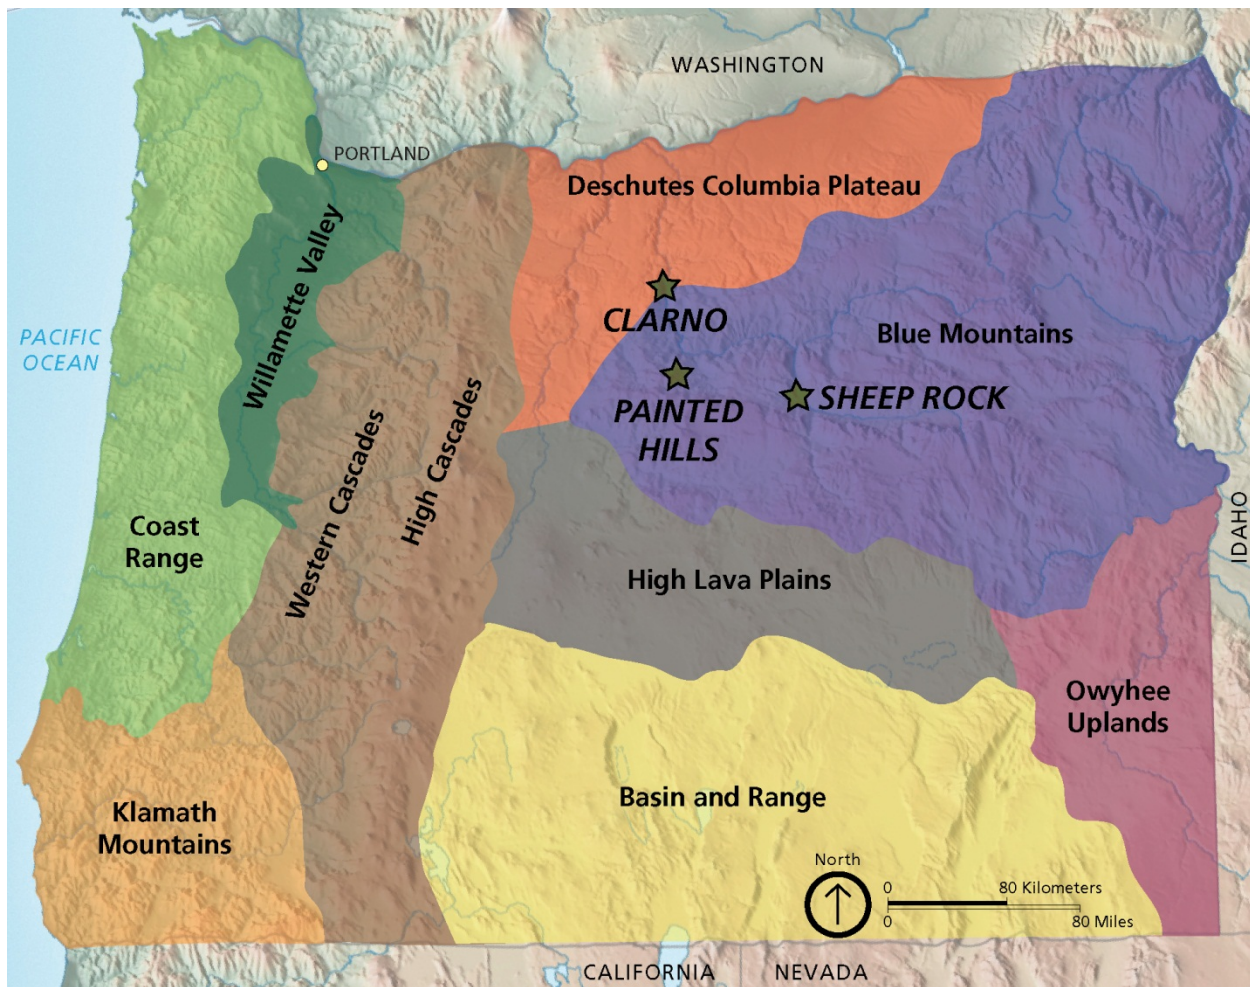 WASHINGTON
PORTLAND
Deschutes Columbia Plateau
Willamette Valley
CLARNO
PACIFIC
OCEAN
Blue Mountains
PAINTED
HILLS
SHEEP ROCK
Western Cascades
High Cascades
Coast
Range
IDAHO
High Lava Plains
Owyhee
Uplands
Basin and Range
Klamath
Mountains
North
0
80 Kilometers
0
80 Miles
CALIFORNIA
NEVADA